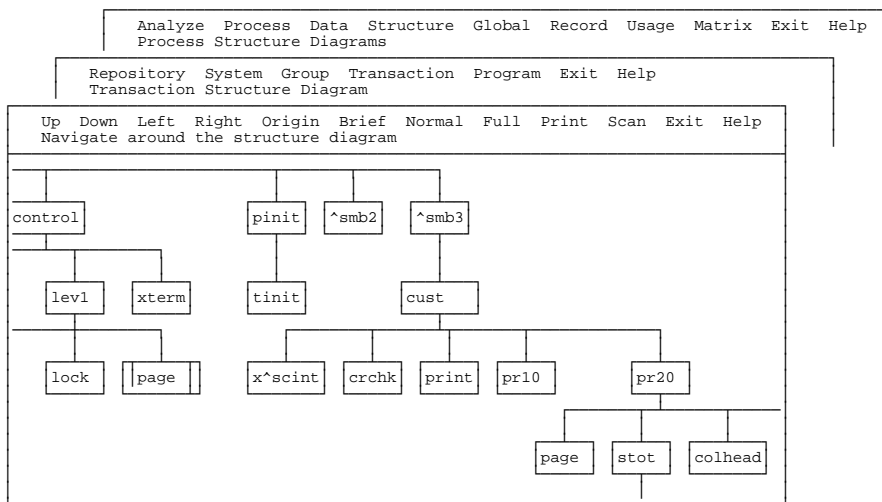 Analyze Process Data Structure Global Record Usage Matrix Exit Help
Process Structure Diagrams
Repository System Group Transaction Program Exit Help
Transaction Structure Diagram
Up Down Left Right Origin Brief Normal Full Print Scan Exit Help
Navigate around the structure diagram
control pinit ^smb2 ^smb3
lev1 xterm tinit cust
lock page x^scint crchk print pr10 pr20
page stot colhead